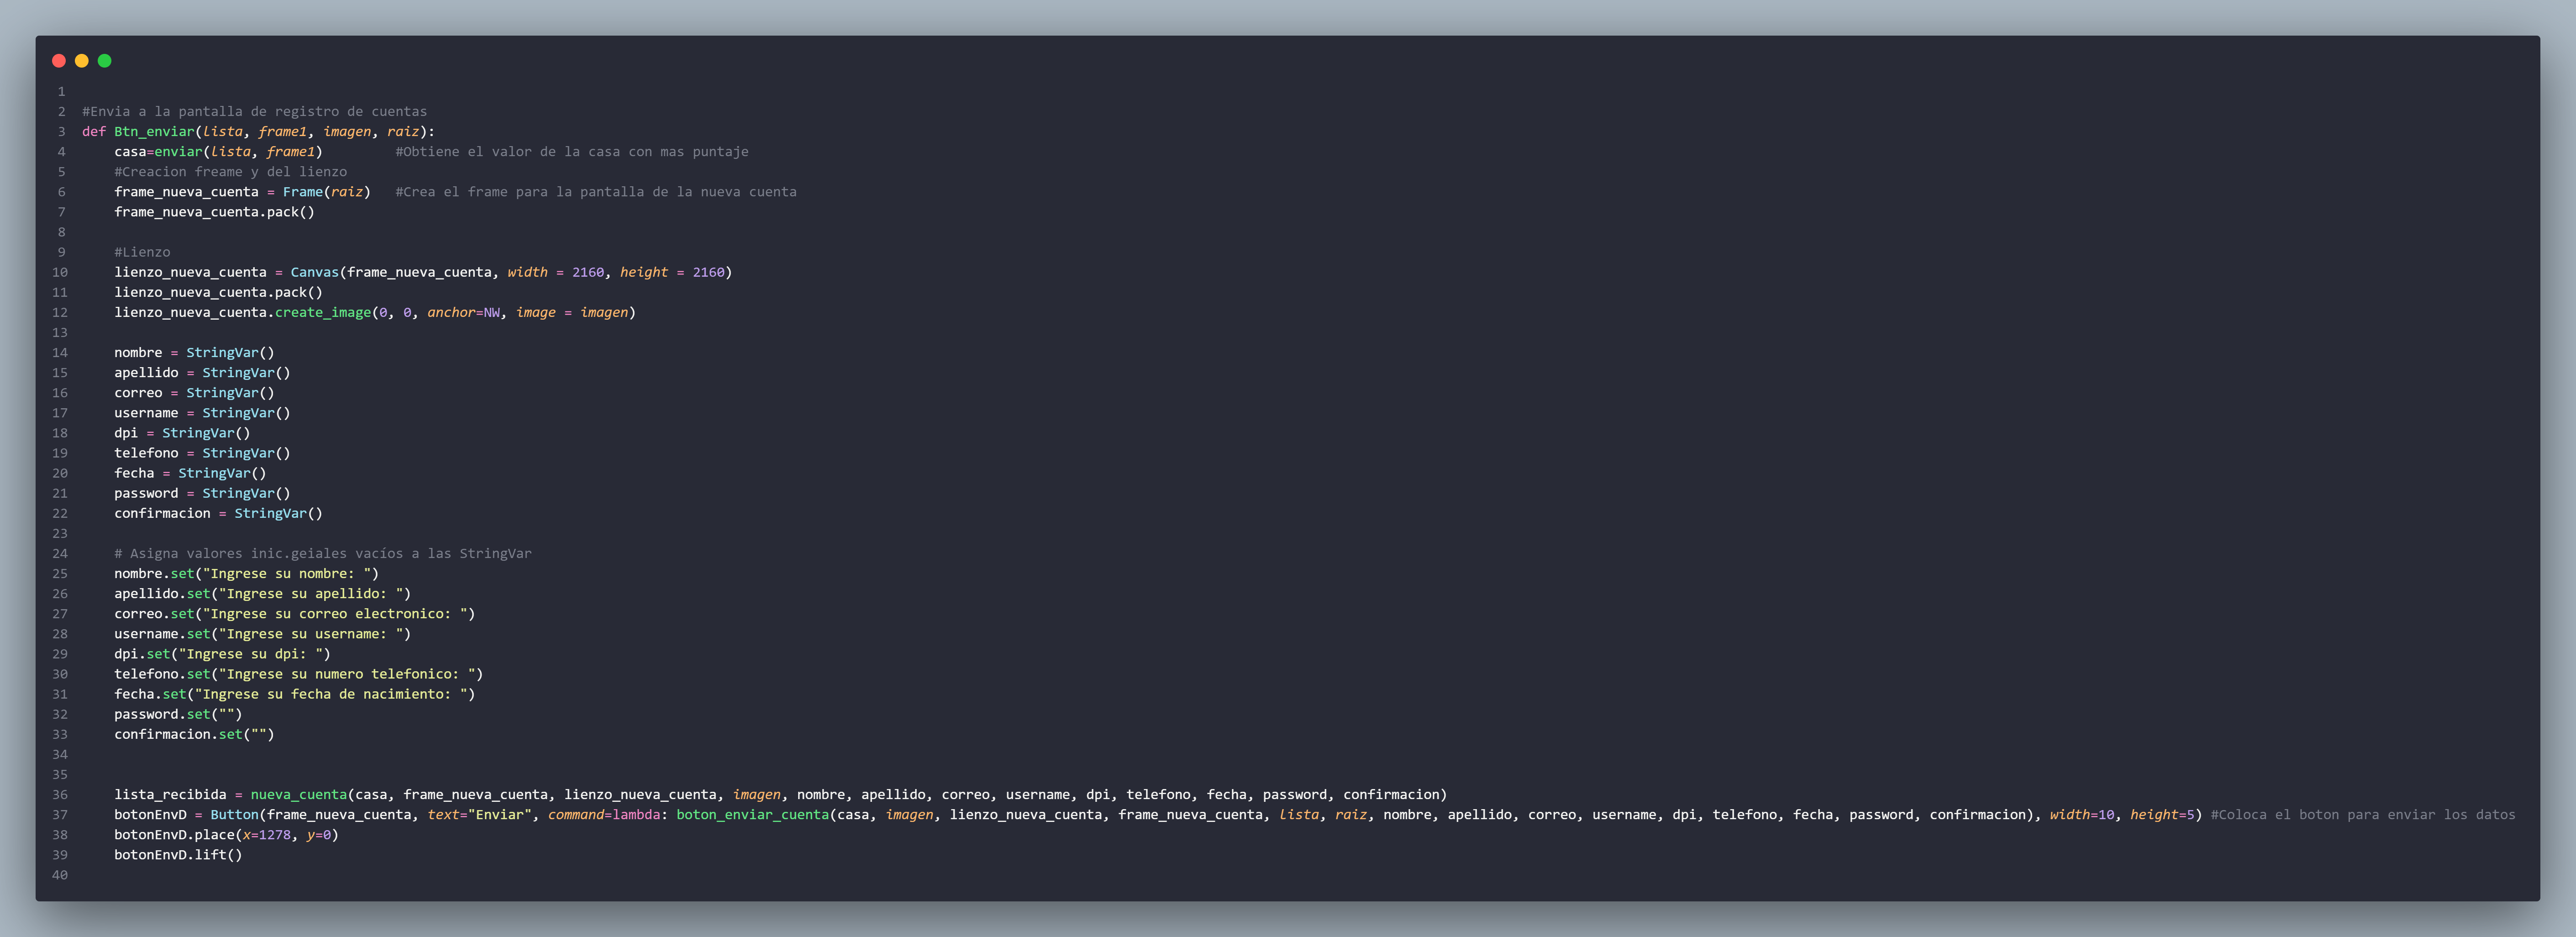 1
2 #Envia a la pantalla de registro de cuentas
3 def Btn_enviar(lista, frame1, imagen, raiz):
4     casa=enviar(lista, frame1)         #Obtiene el valor de la casa con mas puntaje
5     #Creacion freame y del lienzo
6     frame_nueva_cuenta = Frame(raiz)   #Crea el frame para la pantalla de la nueva cuenta
7     frame_nueva_cuenta.pack()
8
9     #Lienzo
10     lienzo_nueva_cuenta = Canvas(frame_nueva_cuenta, width = 2160, height = 2160)
11     lienzo_nueva_cuenta.pack()
12     lienzo_nueva_cuenta.create_image(0, 0, anchor=NW, image = imagen)
13
14     nombre = StringVar()
15     apellido = StringVar()
16     correo = StringVar()
17     username = StringVar()
18     dpi = StringVar()
19     telefono = StringVar()
20     fecha = StringVar()
21     password = StringVar()
22     confirmacion = StringVar()
23
24     # Asigna valores inic.geiales vacíos a las StringVar
25     nombre.set("Ingrese su nombre: ")
26     apellido.set("Ingrese su apellido: ")
27     correo.set("Ingrese su correo electronico: ")
28     username.set("Ingrese su username: ")
29     dpi.set("Ingrese su dpi: ")
30     telefono.set("Ingrese su numero telefonico: ")
31     fecha.set("Ingrese su fecha de nacimiento: ")
32     password.set("")
33     confirmacion.set("")
34
35
36     lista_recibida = nueva_cuenta(casa, frame_nueva_cuenta, lienzo_nueva_cuenta, imagen, nombre, apellido, correo, username, dpi, telefono, fecha, password, confirmacion)
37     botonEnvD = Button(frame_nueva_cuenta, text="Enviar", command=lambda: boton_enviar_cuenta(casa, imagen, lienzo_nueva_cuenta, frame_nueva_cuenta, lista, raiz, nombre, apellido, correo, username, dpi, telefono, fecha, password, confirmacion), width=10, height=5) #Coloca el boton para enviar los datos
38     botonEnvD.place(x=1278, y=0)
39     botonEnvD.lift()
40